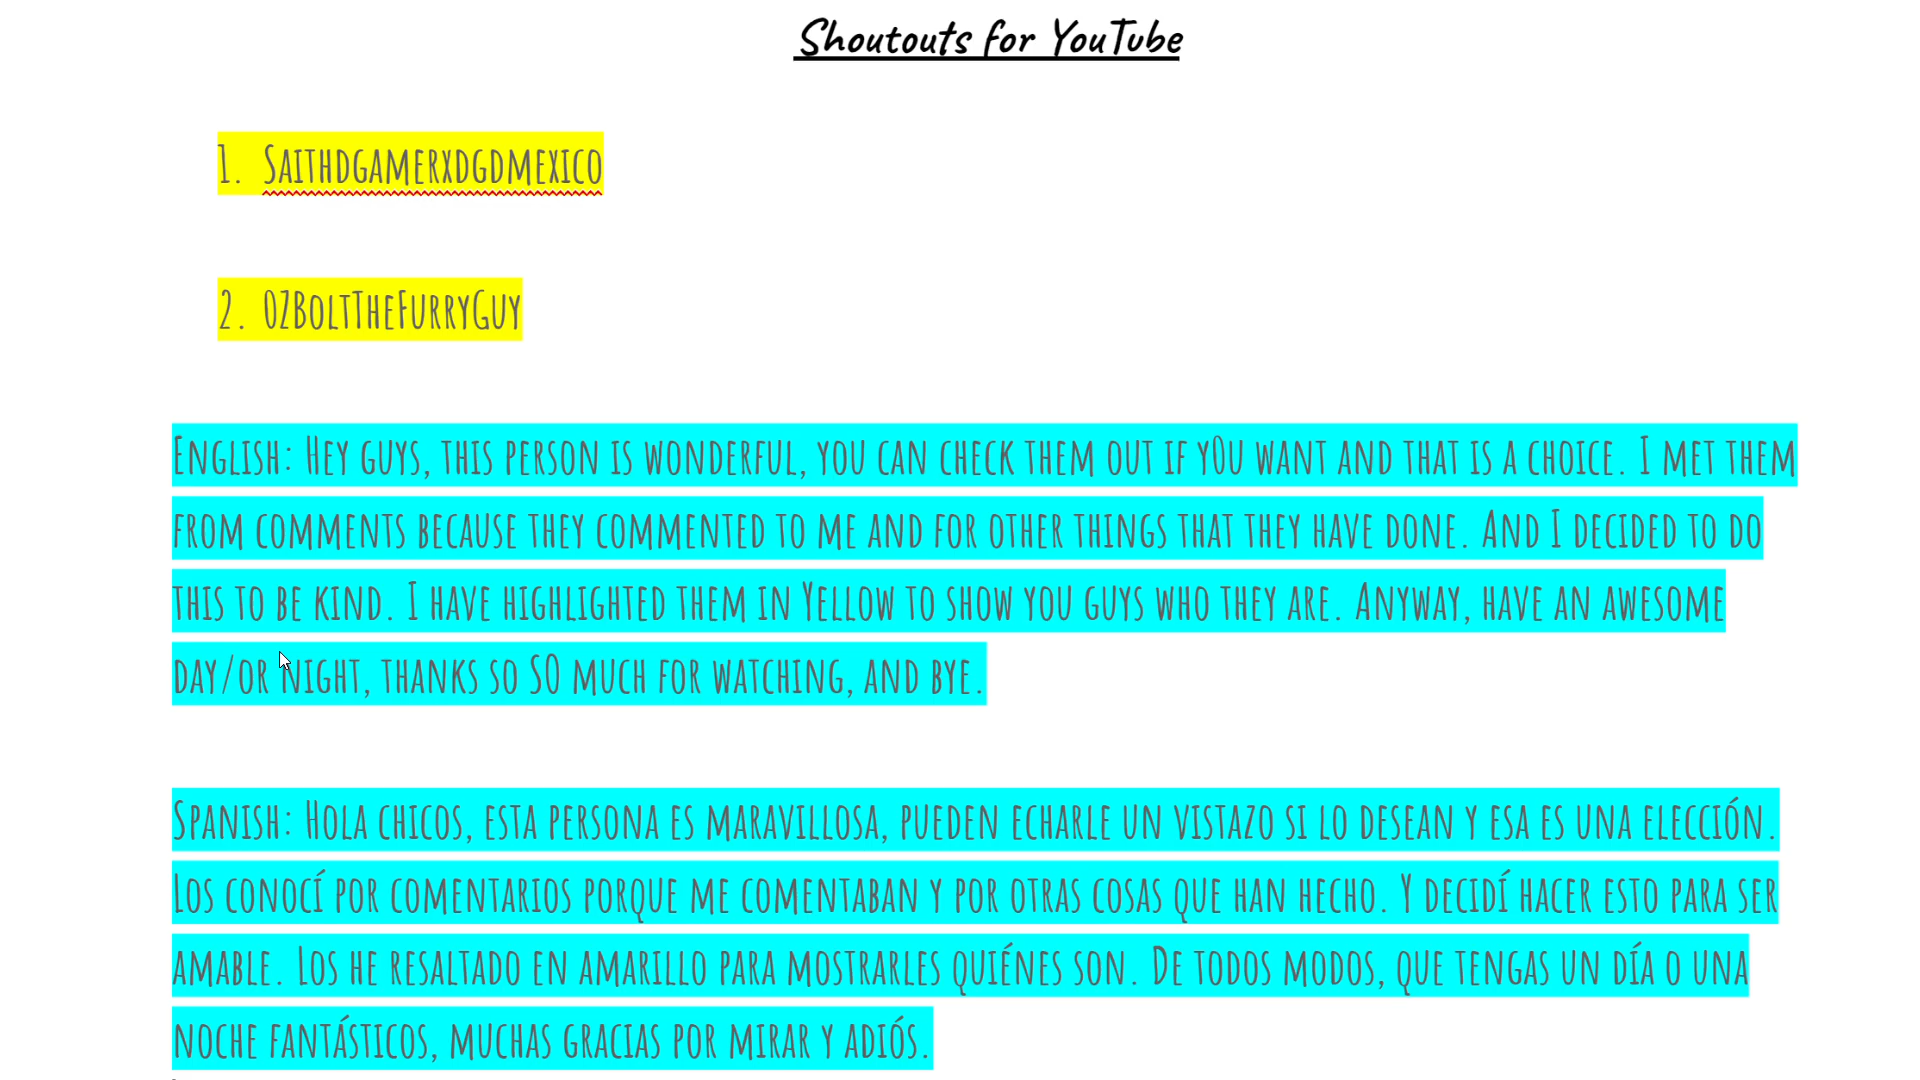 Shoutouts for YouTube
1. Saithdgamerxdgdmexico
2. OZBoltTheFurryGuy
English: Hey guys, this person is wonderful, you can check them out if yOu want and that is a choice. I met them
from comments because they commented to me and for other things that they have done. And I decided to do
this to be kind. I have highlighted them in Yellow to show you guys who they are. Anyway, have an awesome
day/or night, thanks so SO much for watching, and bye.
Spanish: Hola chicos, esta persona es maravillosa, pueden echarle un vistazo si lo desean y esa es una elección.
Los conocí por comentarios porque me comentaban y por otras cosas que han hecho. Y decidí hacer esto para ser
amable. Los he resaltado en amarillo para mostrarles quiénes son. De todos modos, que tengas un día o una
noche fantásticos, muchas gracias por mirar y adiós.